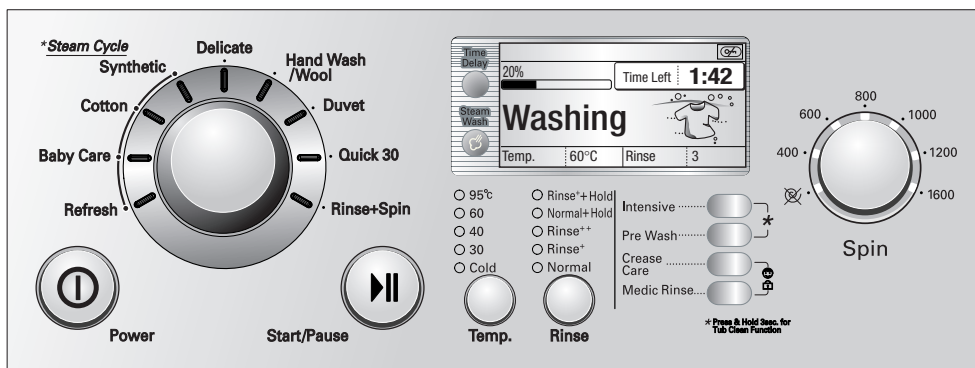 *Steam Cycle
Delicate
Synthetic
Hand Wash
/Wool
Cotton
Duvet
Baby Care
Quick 30
Refresh
Rinse+Spin
Power
Start/Pause
Time
Delay
20%
Time Left 1:42
Steam
Wash
Washing
Temp. 60°C Rinse 3
95℃
60
40
30
Cold
Temp.
Rinse⁺+Hold
Normal+Hold
Rinse⁺⁺
Rinse⁺
Normal
Rinse
Intensive
Pre Wash
*
Crease
Care
Medic Rinse
* Press & Hold 3sec. for
Tub Clean Function
400
600
800
1000
1200
1600
Spin